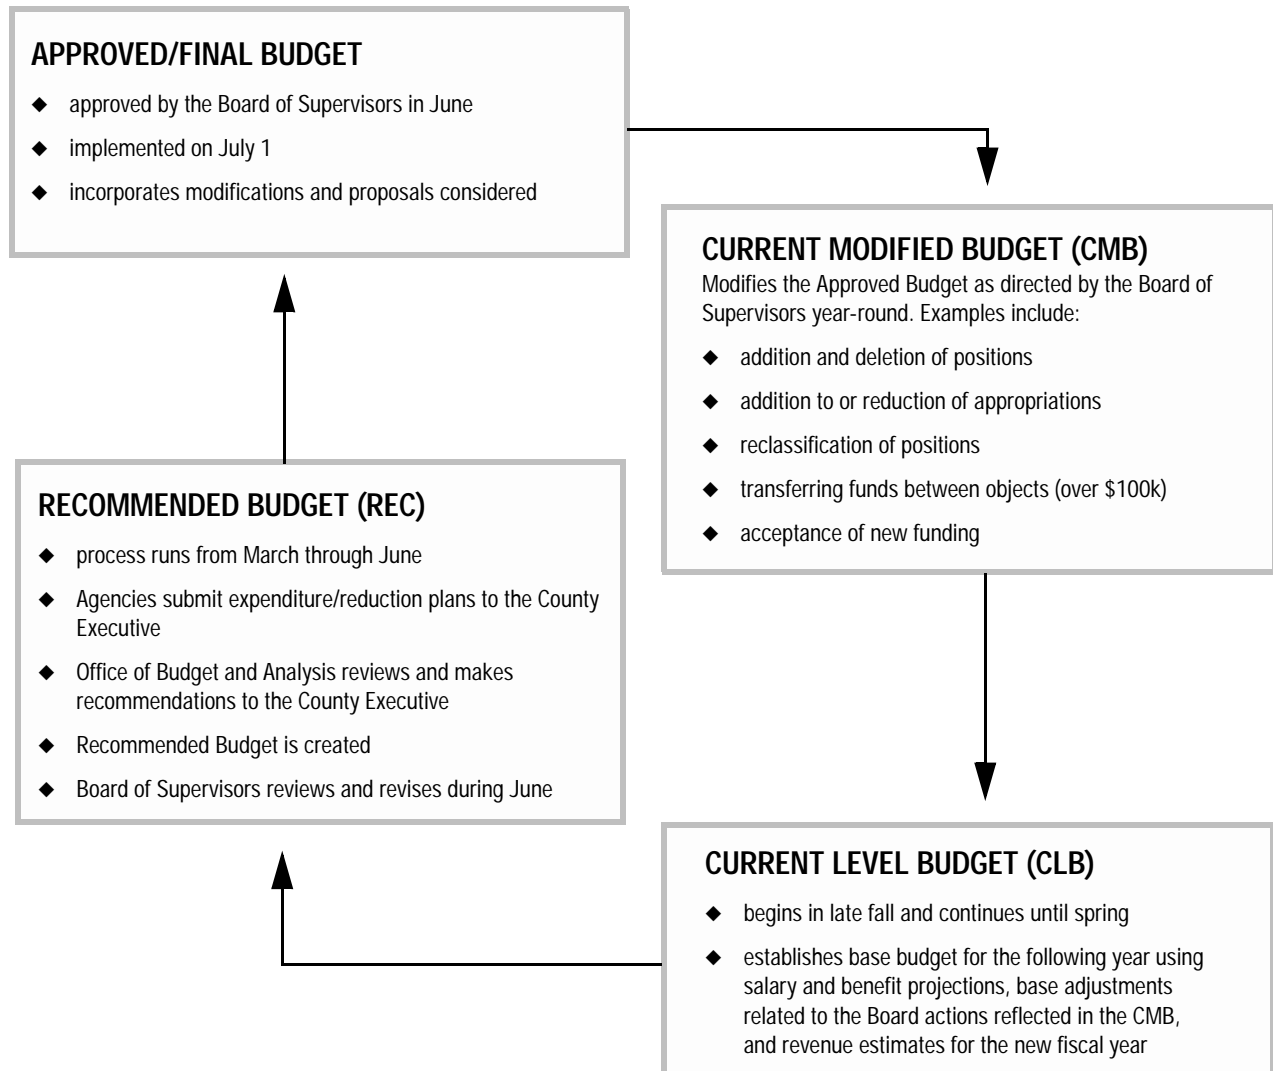 APPROVED/FINAL BUDGET
◆ approved by the Board of Supervisors in June
◆ implemented on July 1
◆ incorporates modifications and proposals considered
CURRENT MODIFIED BUDGET (CMB)
Modifies the Approved Budget as directed by the Board of
Supervisors year-round. Examples include:
◆ addition and deletion of positions
◆ addition to or reduction of appropriations
◆ reclassification of positions
◆ transferring funds between objects (over $100k)
◆ acceptance of new funding
RECOMMENDED BUDGET (REC)
◆ process runs from March through June
◆ Agencies submit expenditure/reduction plans to the County
Executive
◆ Office of Budget and Analysis reviews and makes
recommendations to the County Executive
◆ Recommended Budget is created
◆ Board of Supervisors reviews and revises during June
CURRENT LEVEL BUDGET (CLB)
◆ begins in late fall and continues until spring
◆ establishes base budget for the following year using
salary and benefit projections, base adjustments
related to the Board actions reflected in the CMB,
and revenue estimates for the new fiscal year